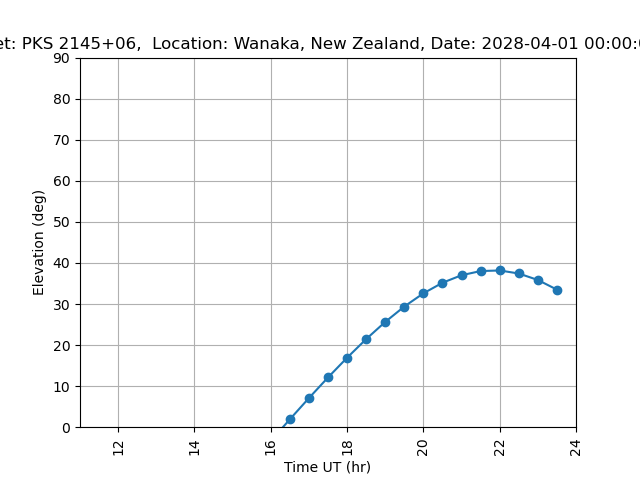 et: PKS 2145+06,  Location: Wanaka, New Zealand, Date: 2028-04-01 00:00:
90
80
70
60
50
40
30
20
10
0
Elevation (deg)
12 14 16 18 20 22 24
Time UT (hr)